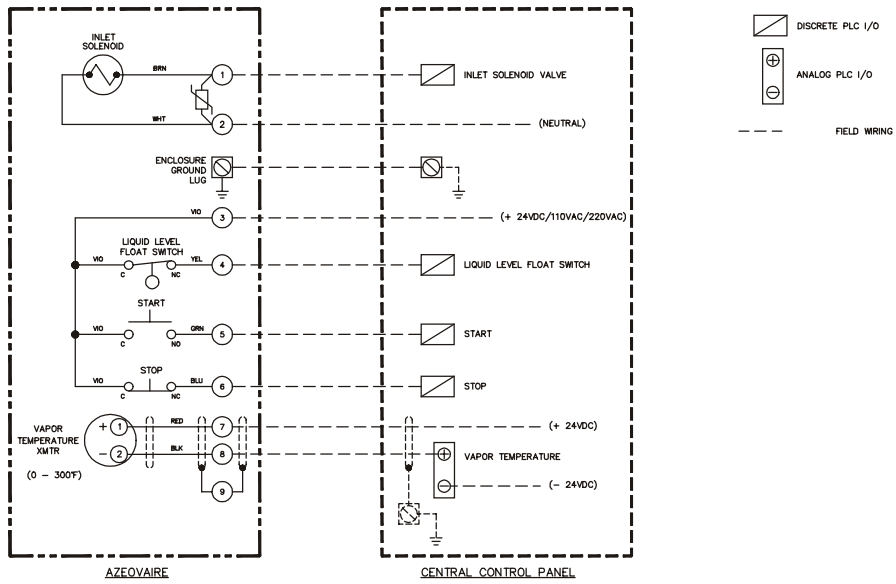 INLET
SOLENOID
BRN
1
INLET SOLENOID VALVE
WHT
2
(NEUTRAL)
ENCLOSURE
GROUND
LUG
VIO
3
(+ 24VDC/110VAC/220VAC)
LIQUID LEVEL
FLOAT SWITCH
VIO
C
NC
YEL
4
LIQUID LEVEL FLOAT SWITCH
START
VIO
C
NO
GRN
5
START
STOP
VIO
C
NC
BLU
6
STOP
VAPOR
TEMPERATURE
XMTR
(0 – 300°F)
+ 1
RED
7
(+ 24VDC)
– 2
BLK
8
VAPOR TEMPERATURE
9
(– 24VDC)
AZEOVAIRE
CENTRAL CONTROL PANEL
DISCRETE PLC I/O
ANALOG PLC I/O
FIELD WIRING